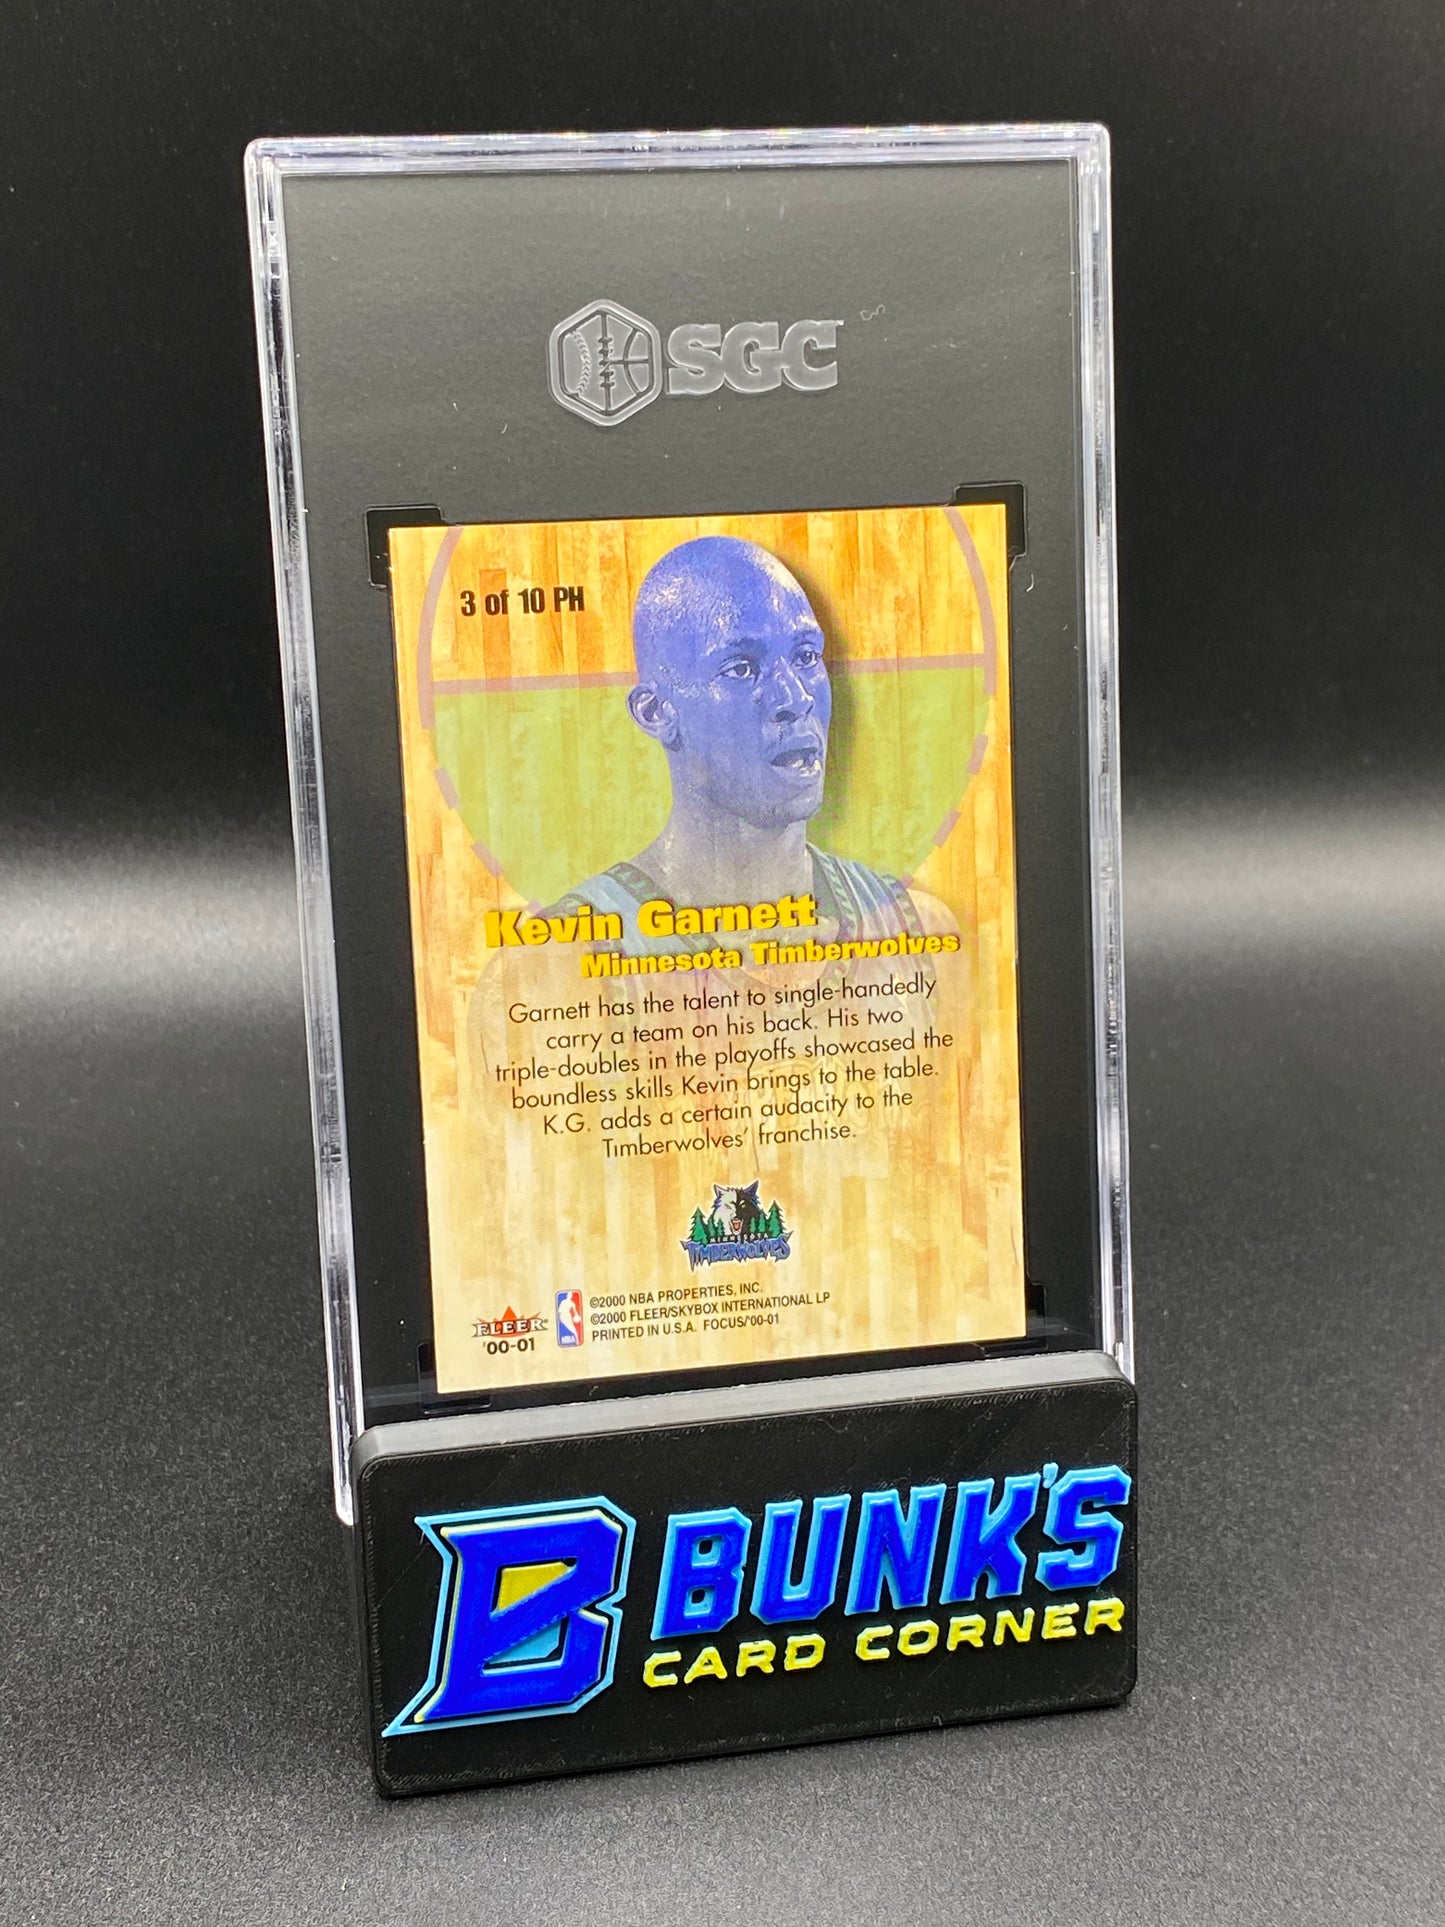 SGC
3 of 10 PH
Kevin Garnett
Minnesota Timberwolves
Garnett has the talent to single-handedly
carry a team on his back. His two
triple-doubles in the playoffs showcased the
boundless skills Kevin brings to the table.
K.G. adds a certain audacity to the
Timberwolves' franchise.
MINNESOTA
TIMBERWOLVES
©2000 NBA PROPERTIES, INC.
©2000 FLEER/SKYBOX INTERNATIONAL LP
PRINTED IN U.S.A. FOCUS/'00-01
FLEER
'00-01
NBA
B BUNK'S
CARD CORNER